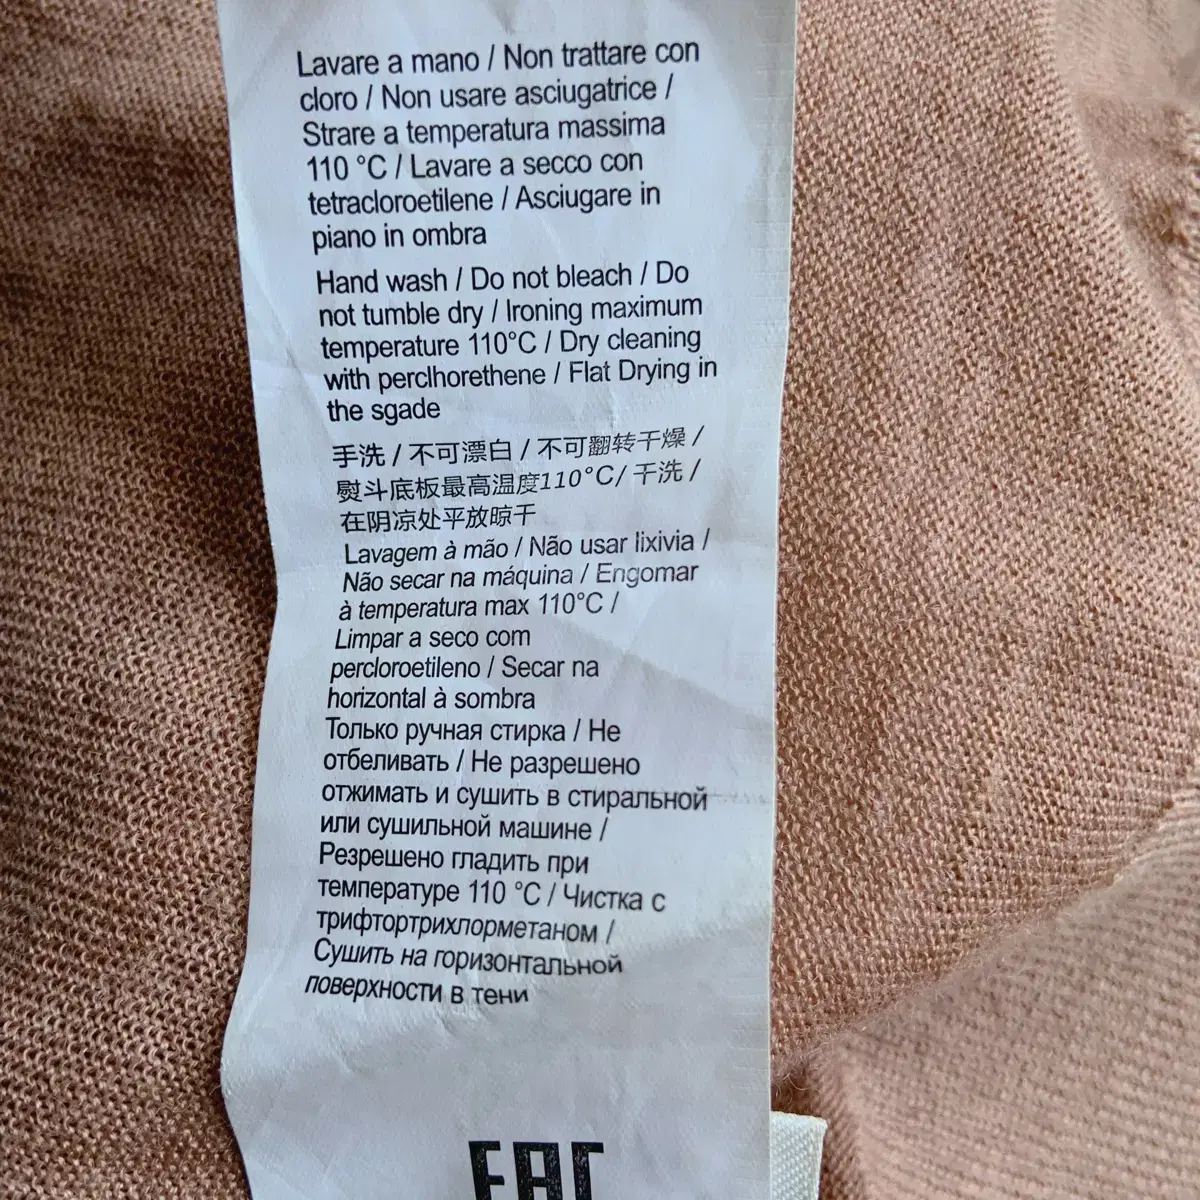 Lavare a mano / Non trattare con
cloro / Non usare asciugatrice /
Strare a temperatura massima
110 °C / Lavare a secco con
tetracloroetilene / Asciugare in
piano in ombra
Hand wash / Do not bleach / Do
not tumble dry / Ironing maximum
temperature 110°C / Dry cleaning
with perclhorethene / Flat Drying in
the sgade
手洗 / 不可漂白 / 不可翻转干燥 /
熨斗底板最高温度110°C/ 干洗 /
在阴凉处平放晾干
Lavagem à mão / Não usar lixivia /
Não secar na máquina / Engomar
à temperatura max 110°C /
Limpar a seco com
percloroetileno / Secar na
horizontal à sombra
Только ручная стирка / Не
отбеливать / Не разрешено
отжимать и сушить в стиральной
или сушильной машине /
Резрешено гладить при
температуре 110 °C / Чистка с
трифтортрихлорметаном /
Сушить на горизонтальной
поверхности в тени
EAC